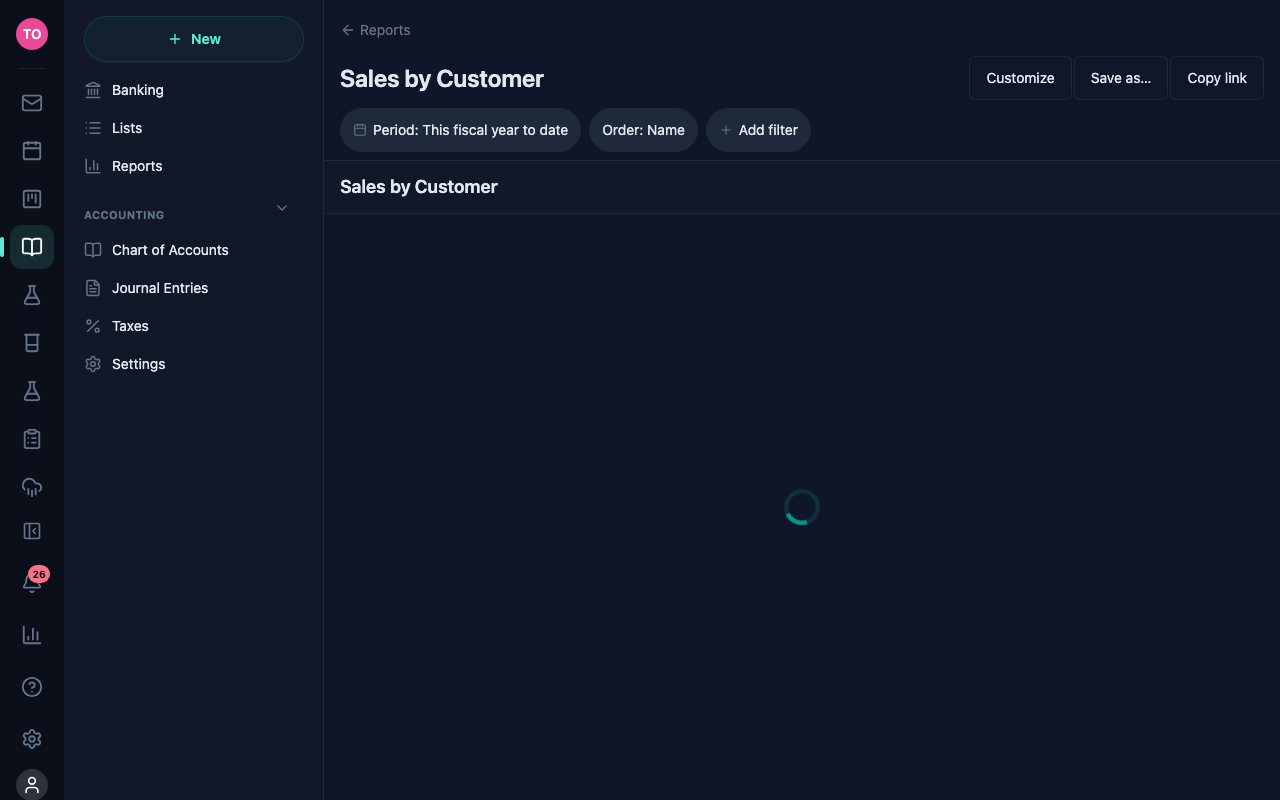 TO
New
Banking
Lists
Reports
ACCOUNTING
Chart of Accounts
Journal Entries
Taxes
Settings
26
Reports
Sales by Customer
Customize
Save as...
Copy link
Period: This fiscal year to date
Order: Name
Add filter
Sales by Customer